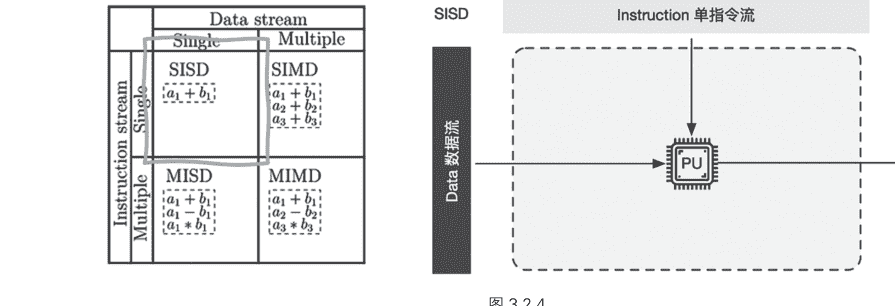 Data stream
Single Multiple
Instruction stream
Single
Multiple
SISD
a₁ + b₁
SIMD
a₁ + b₁
a₂ + b₂
a₃ + b₃
MISD
a₁ + b₁
a₁ − b₁
a₁ * b₁
MIMD
a₁ + b₁
a₂ − b₂
a₃ * b₃
SISD
Instruction 单指令流
Data 数据流
PU
图 3.2.4